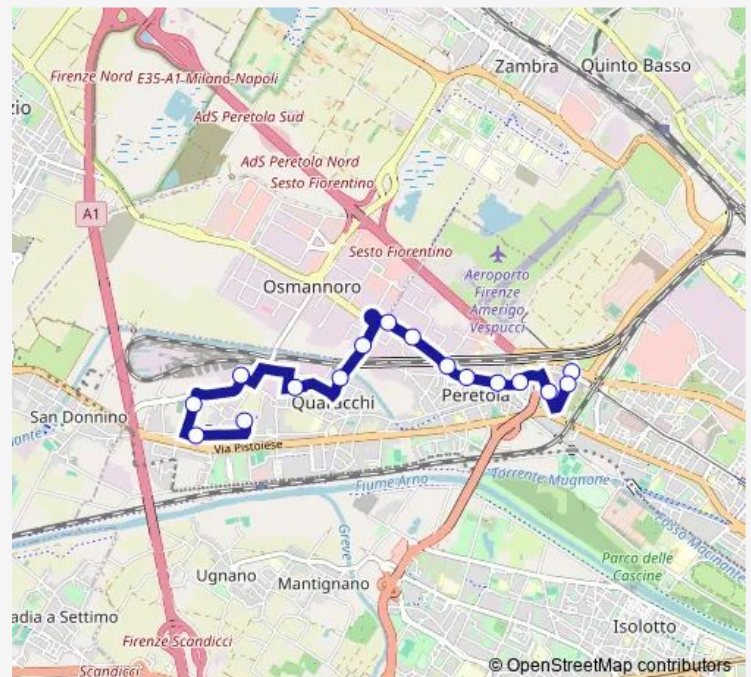 Zambra
Quinto Basso
Firenze Nord
E35-A1-Milano-Napoli
zio
AdS Peretola Sud
AdS Peretola Nord
Sesto Fiorentino
A1
Sesto Fiorentino
Aeroporto
Firenze
Amerigo
Vespucci
Osmannoro
San Donnino
Peretola
Via Pistoiese
Fiume Arno
Torrente Mugnone
Fosso Macinante
Greve
Parco delle
Cascine
Ugnano
Mantignano
adia a Settimo
Isolotto
Firenze Scandicci
Scandicci
© OpenStreetMap contributors